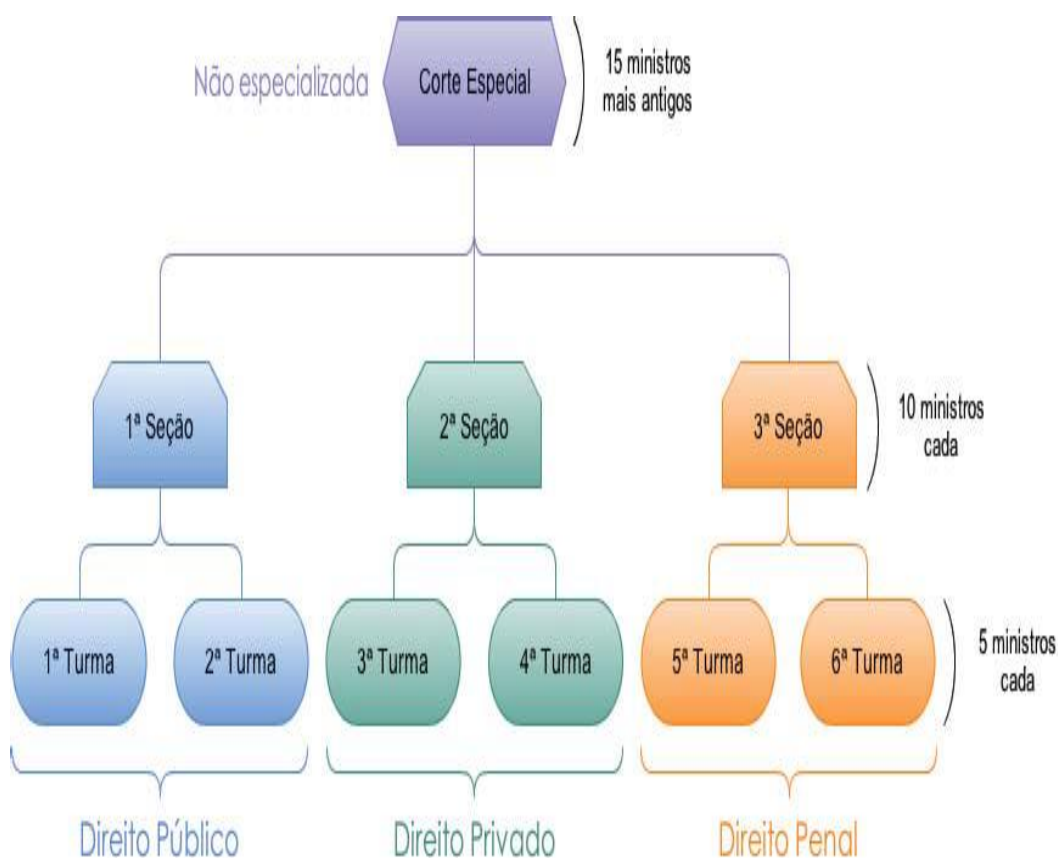 Não especializada
Corte Especial
15 ministros
mais antigos
1ª Seção
2ª Seção
3ª Seção
10 ministros
cada
1ª Turma
2ª Turma
3ª Turma
4ª Turma
5ª Turma
6ª Turma
5 ministros
cada
Direito Público
Direito Privado
Direito Penal